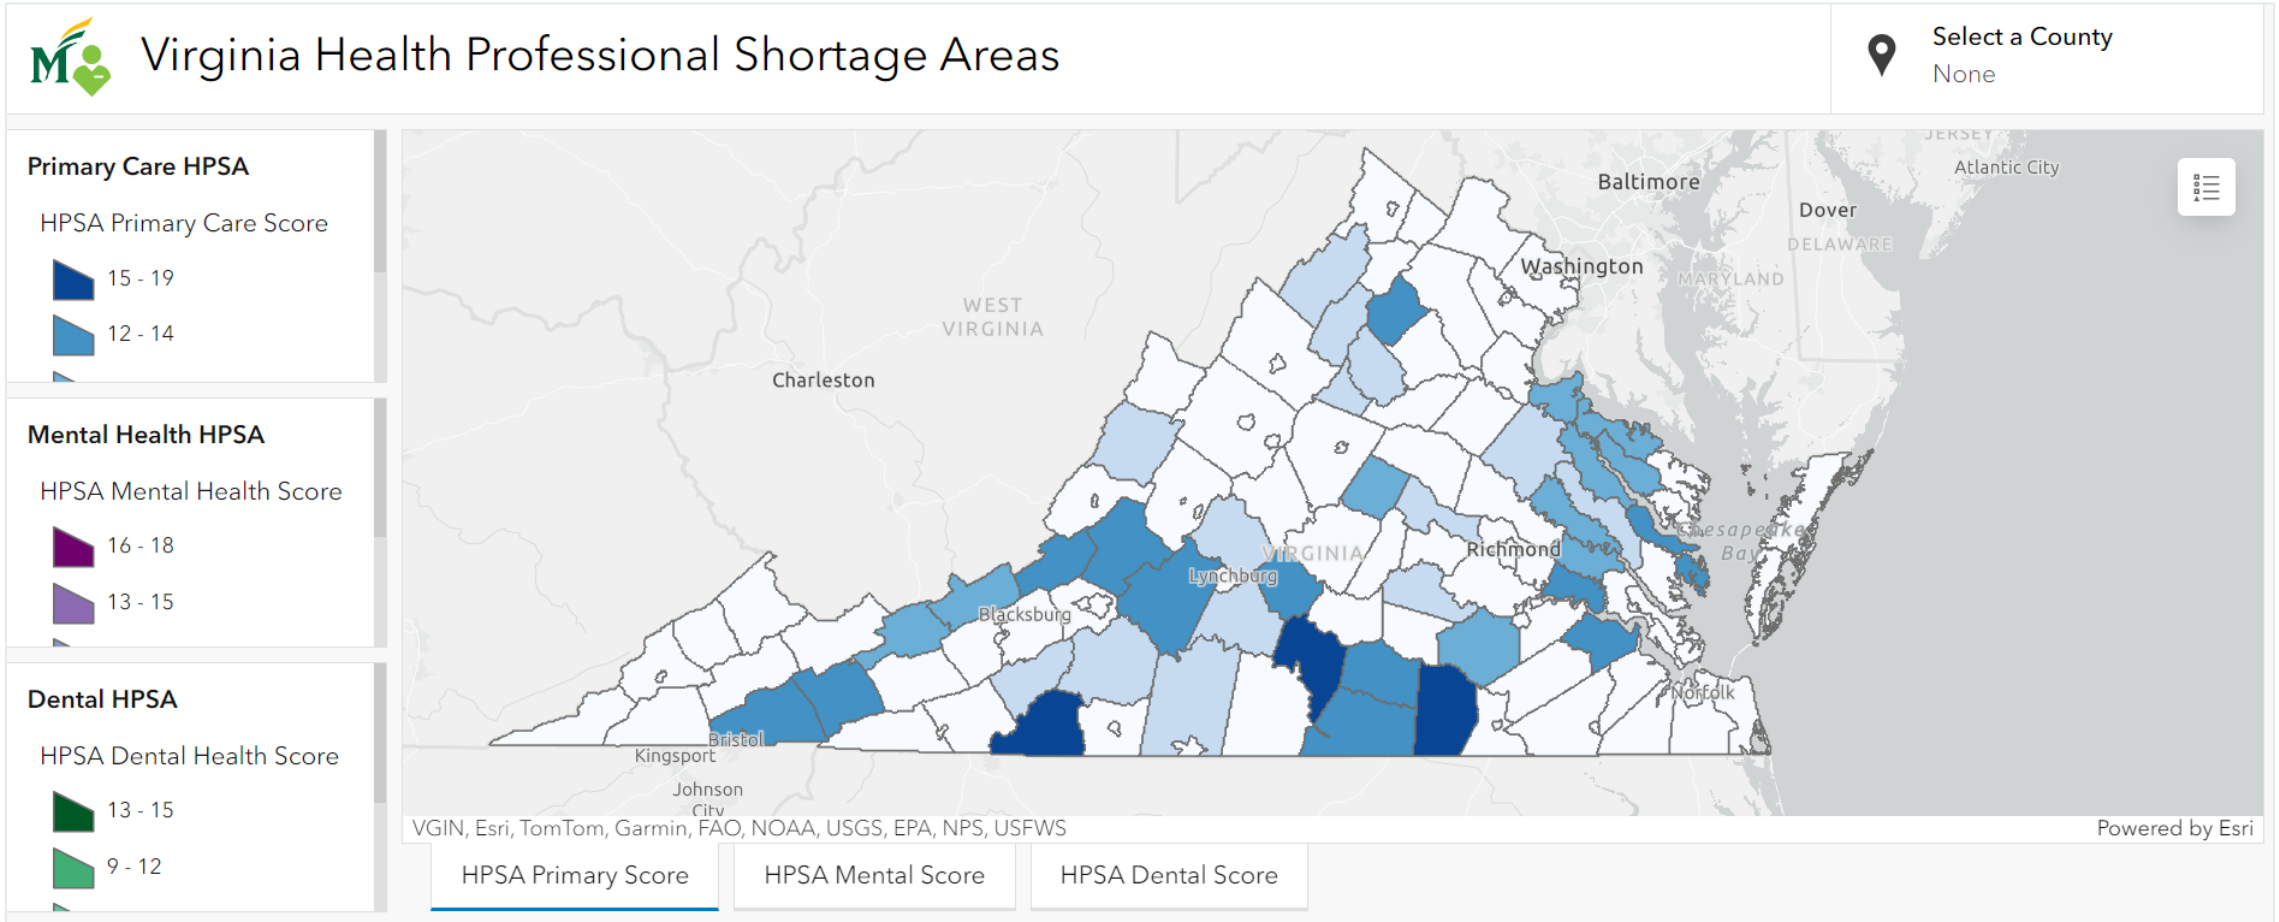 Virginia Health Professional Shortage Areas
Select a County
None
Primary Care HPSA
HPSA Primary Care Score
15 - 19
12 - 14
Mental Health HPSA
HPSA Mental Health Score
16 - 18
13 - 15
Dental HPSA
HPSA Dental Health Score
13 - 15
9 - 12
JERSEY
Atlantic City
Baltimore
Dover
DELAWARE
Washington
MARYLAND
WEST
VIRGINIA
Charleston
Chesapeake
Bay
Richmond
VIRGINIA
Lynchburg
Blacksburg
Norfolk
Bristol
Kingsport
Johnson
City
VGIN, Esri, TomTom, Garmin, FAO, NOAA, USGS, EPA, NPS, USFWS
Powered by Esri
HPSA Primary Score
HPSA Mental Score
HPSA Dental Score